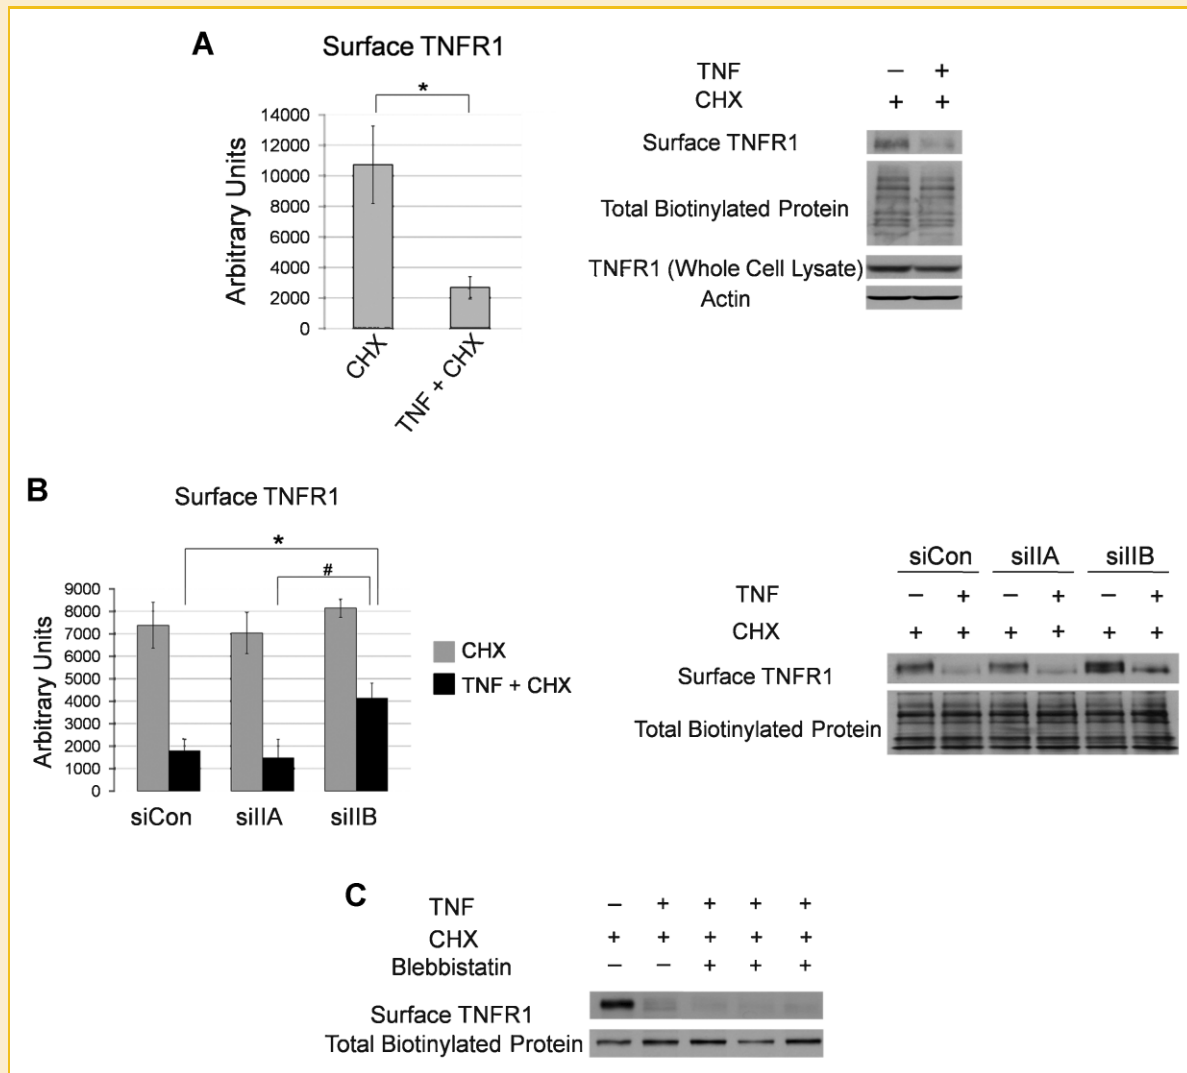 A
Surface TNFR1
*
Arbitrary Units
14000
12000
10000
8000
6000
4000
2000
0
CHX
TNF + CHX
TNF − +
CHX + +
Surface TNFR1
Total Biotinylated Protein
TNFR1 (Whole Cell Lysate)
Actin
B
Surface TNFR1
*
#
Arbitrary Units
9000
8000
7000
6000
5000
4000
3000
2000
1000
0
siCon siIIA siIIB
CHX
TNF + CHX
siCon siIIA siIIB
TNF − + − + − +
CHX + + + + + +
Surface TNFR1
Total Biotinylated Protein
C
TNF − + + + +
CHX + + + + +
Blebbistatin − − + + +
Surface TNFR1
Total Biotinylated Protein